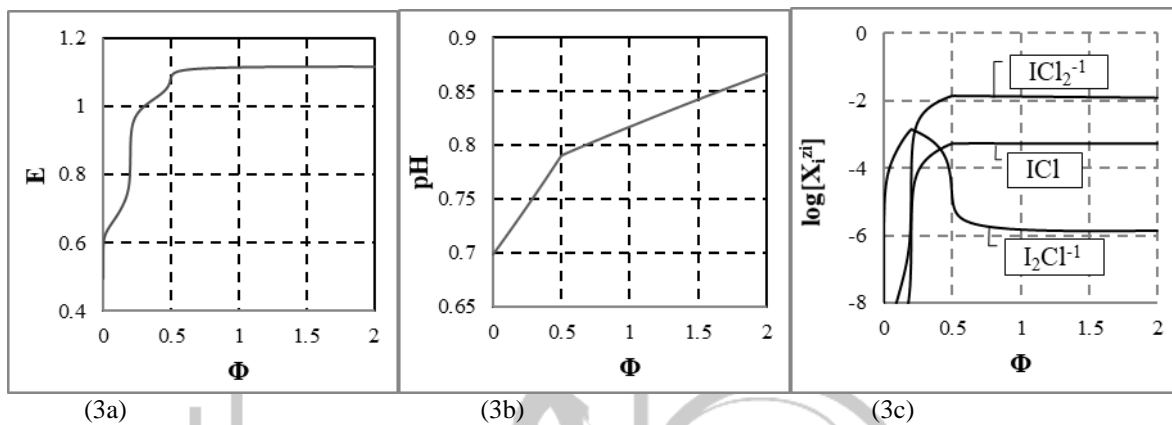 1.2
1
0.8
0.6
0.4
E
0 0.5 1 1.5 2
Φ
(3a)
0.9
0.85
0.8
0.75
0.7
0.65
pH
0 0.5 1 1.5 2
Φ
(3b)
0
-2
-4
-6
-8
log[Xᵢᶻⁱ]
ICl₂⁻¹
ICl
I₂Cl⁻¹
0 0.5 1 1.5 2
Φ
(3c)